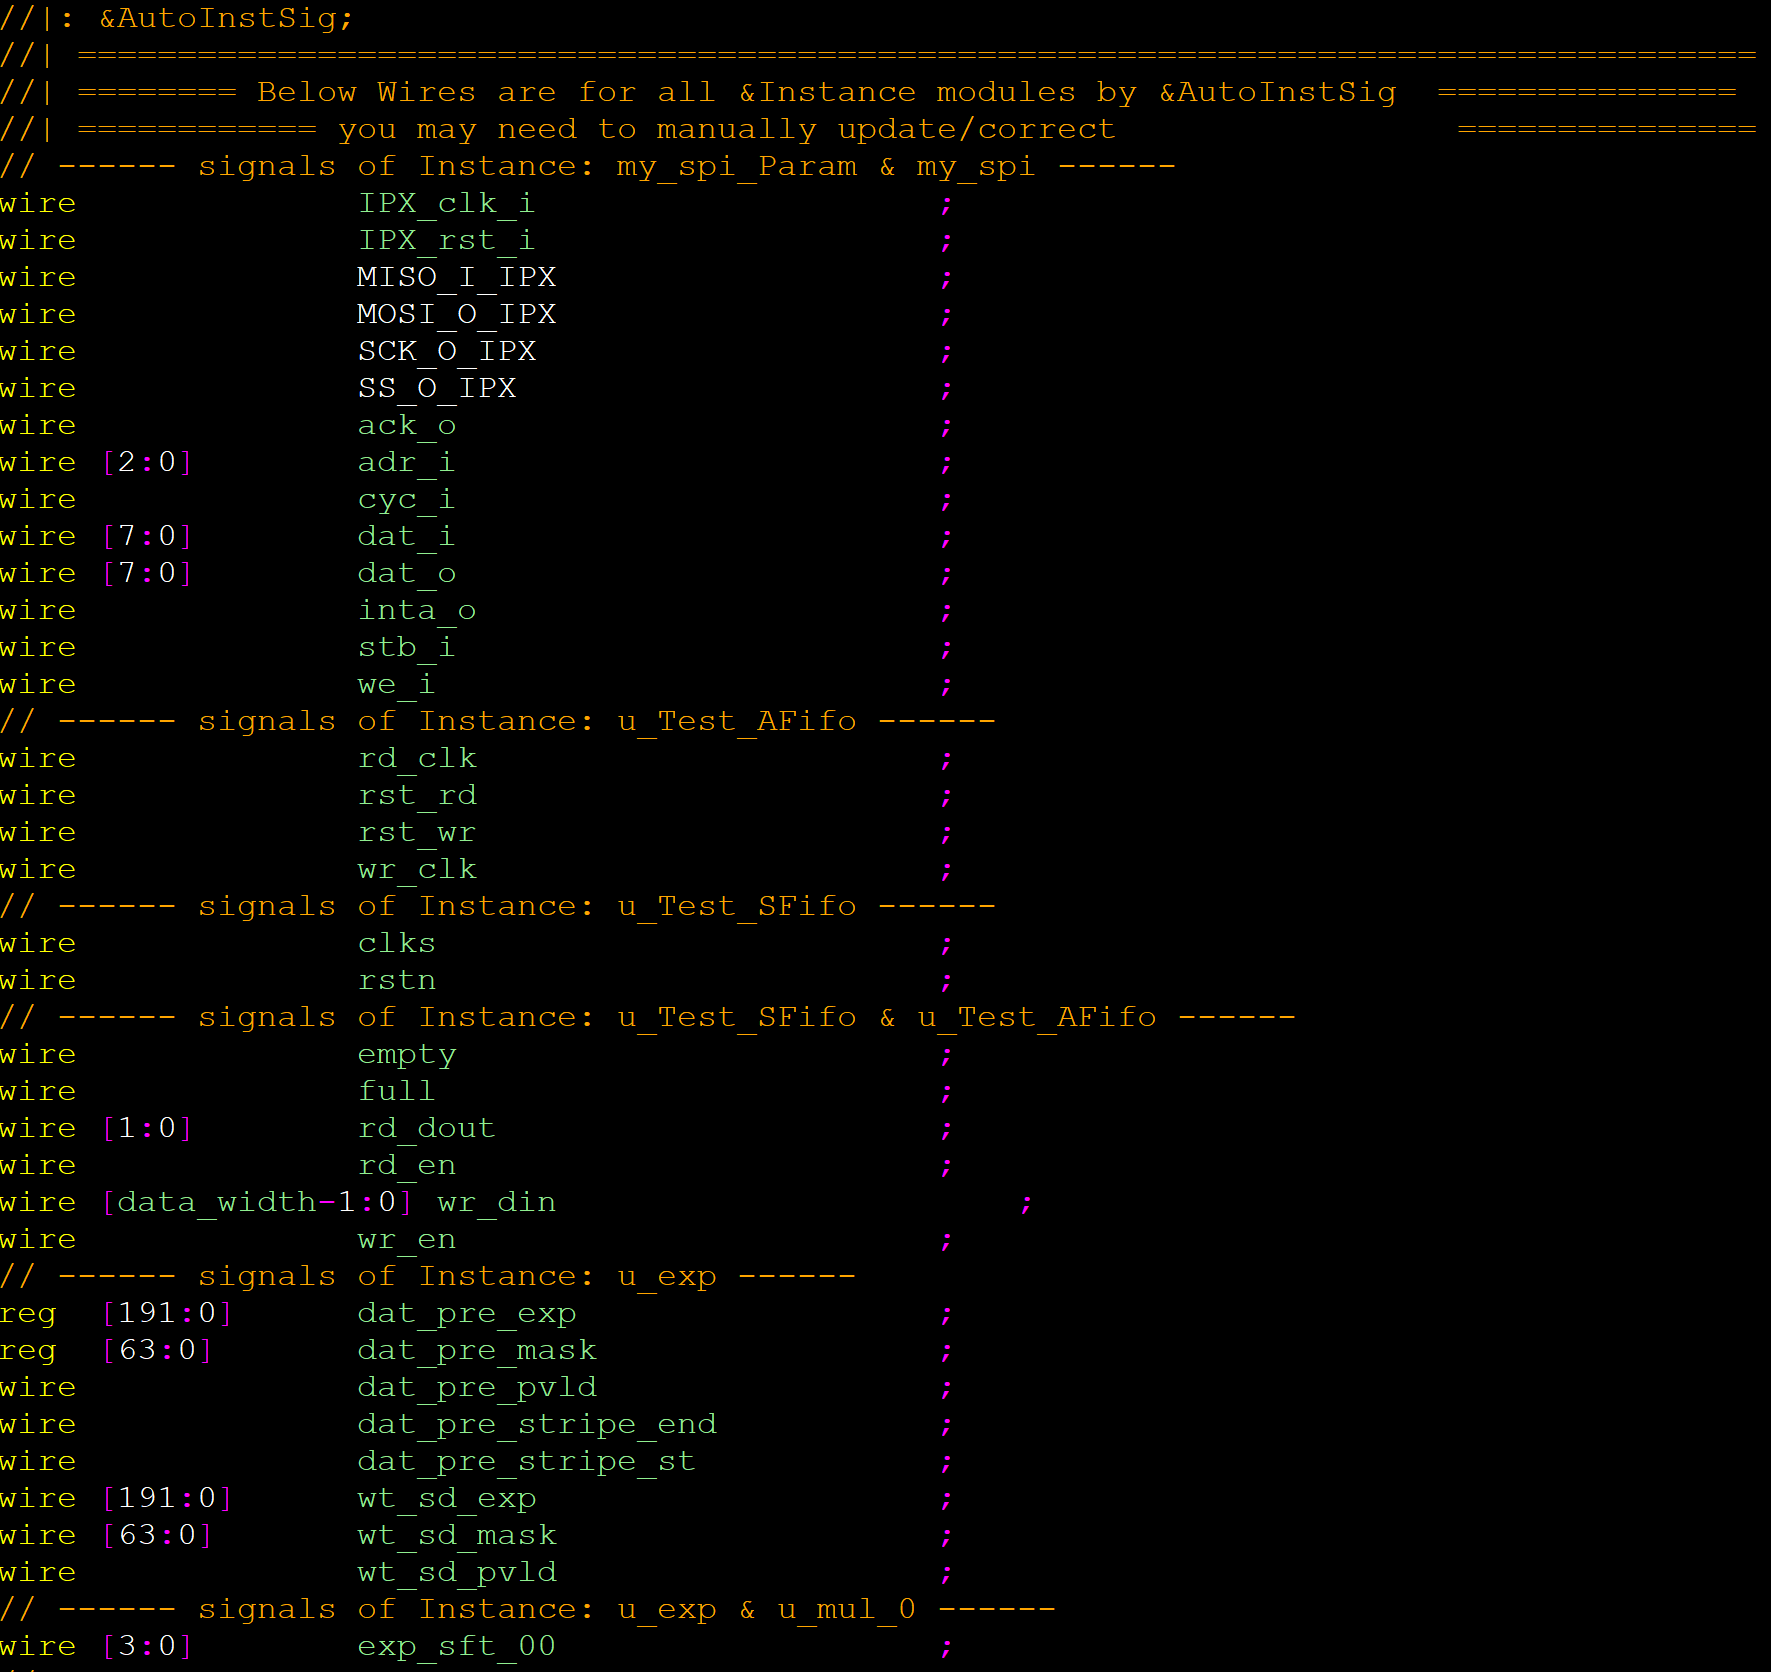 //|: &AutoInstSig;
//| ====================================================================================
//| ======== Below Wires are for all &Instance modules by &AutoInstSig  ===============
//| ============ you may need to manually update/correct                 ===============
// ------ signals of Instance: my_spi_Param & my_spi ------
wire              IPX_clk_i                    ;
wire              IPX_rst_i                    ;
wire              MISO_I_IPX                   ;
wire              MOSI_O_IPX                   ;
wire              SCK_O_IPX                    ;
wire              SS_O_IPX                     ;
wire              ack_o                        ;
wire [2:0]        adr_i                        ;
wire              cyc_i                        ;
wire [7:0]        dat_i                        ;
wire [7:0]        dat_o                        ;
wire              inta_o                       ;
wire              stb_i                        ;
wire              we_i                         ;
// ------ signals of Instance: u_Test_AFifo ------
wire              rd_clk                       ;
wire              rst_rd                       ;
wire              rst_wr                       ;
wire              wr_clk                       ;
// ------ signals of Instance: u_Test_SFifo ------
wire              clks                         ;
wire              rstn                         ;
// ------ signals of Instance: u_Test_SFifo & u_Test_AFifo ------
wire              empty                        ;
wire              full                         ;
wire [1:0]        rd_dout                      ;
wire              rd_en                        ;
wire [data_width-1:0] wr_din                       ;
wire              wr_en                        ;
// ------ signals of Instance: u_exp ------
reg  [191:0]      dat_pre_exp                  ;
reg  [63:0]       dat_pre_mask                 ;
wire              dat_pre_pvld                 ;
wire              dat_pre_stripe_end           ;
wire              dat_pre_stripe_st            ;
wire [191:0]      wt_sd_exp                    ;
wire [63:0]       wt_sd_mask                   ;
wire              wt_sd_pvld                   ;
// ------ signals of Instance: u_exp & u_mul_0 ------
wire [3:0]        exp_sft_00                   ;